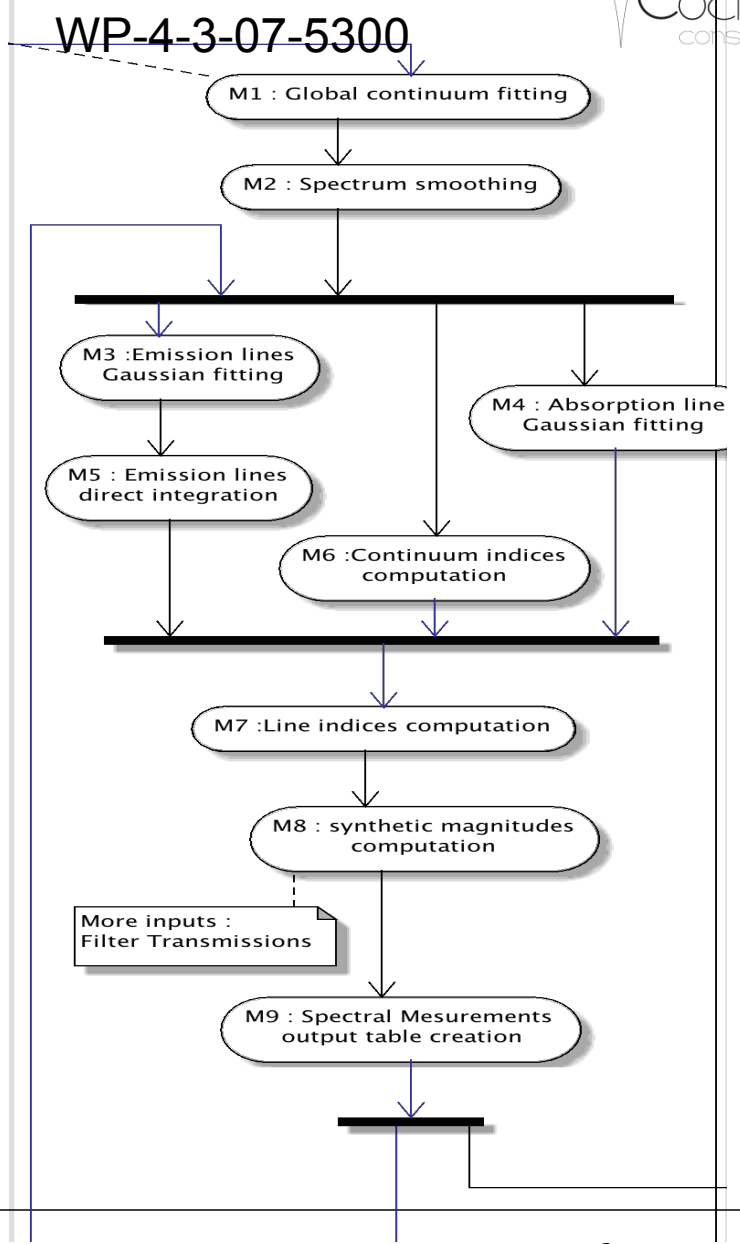 WP-4-3-07-5300
cons
M1 : Global continuum fitting
M2 : Spectrum smoothing
M3 :Emission lines
Gaussian fitting
M4 : Absorption line
Gaussian fitting
M5 : Emission lines
direct integration
M6 :Continuum indices
computation
M7 :Line indices computation
M8 : synthetic magnitudes
computation
More inputs :
Filter Transmissions
M9 : Spectral Mesurements
output table creation